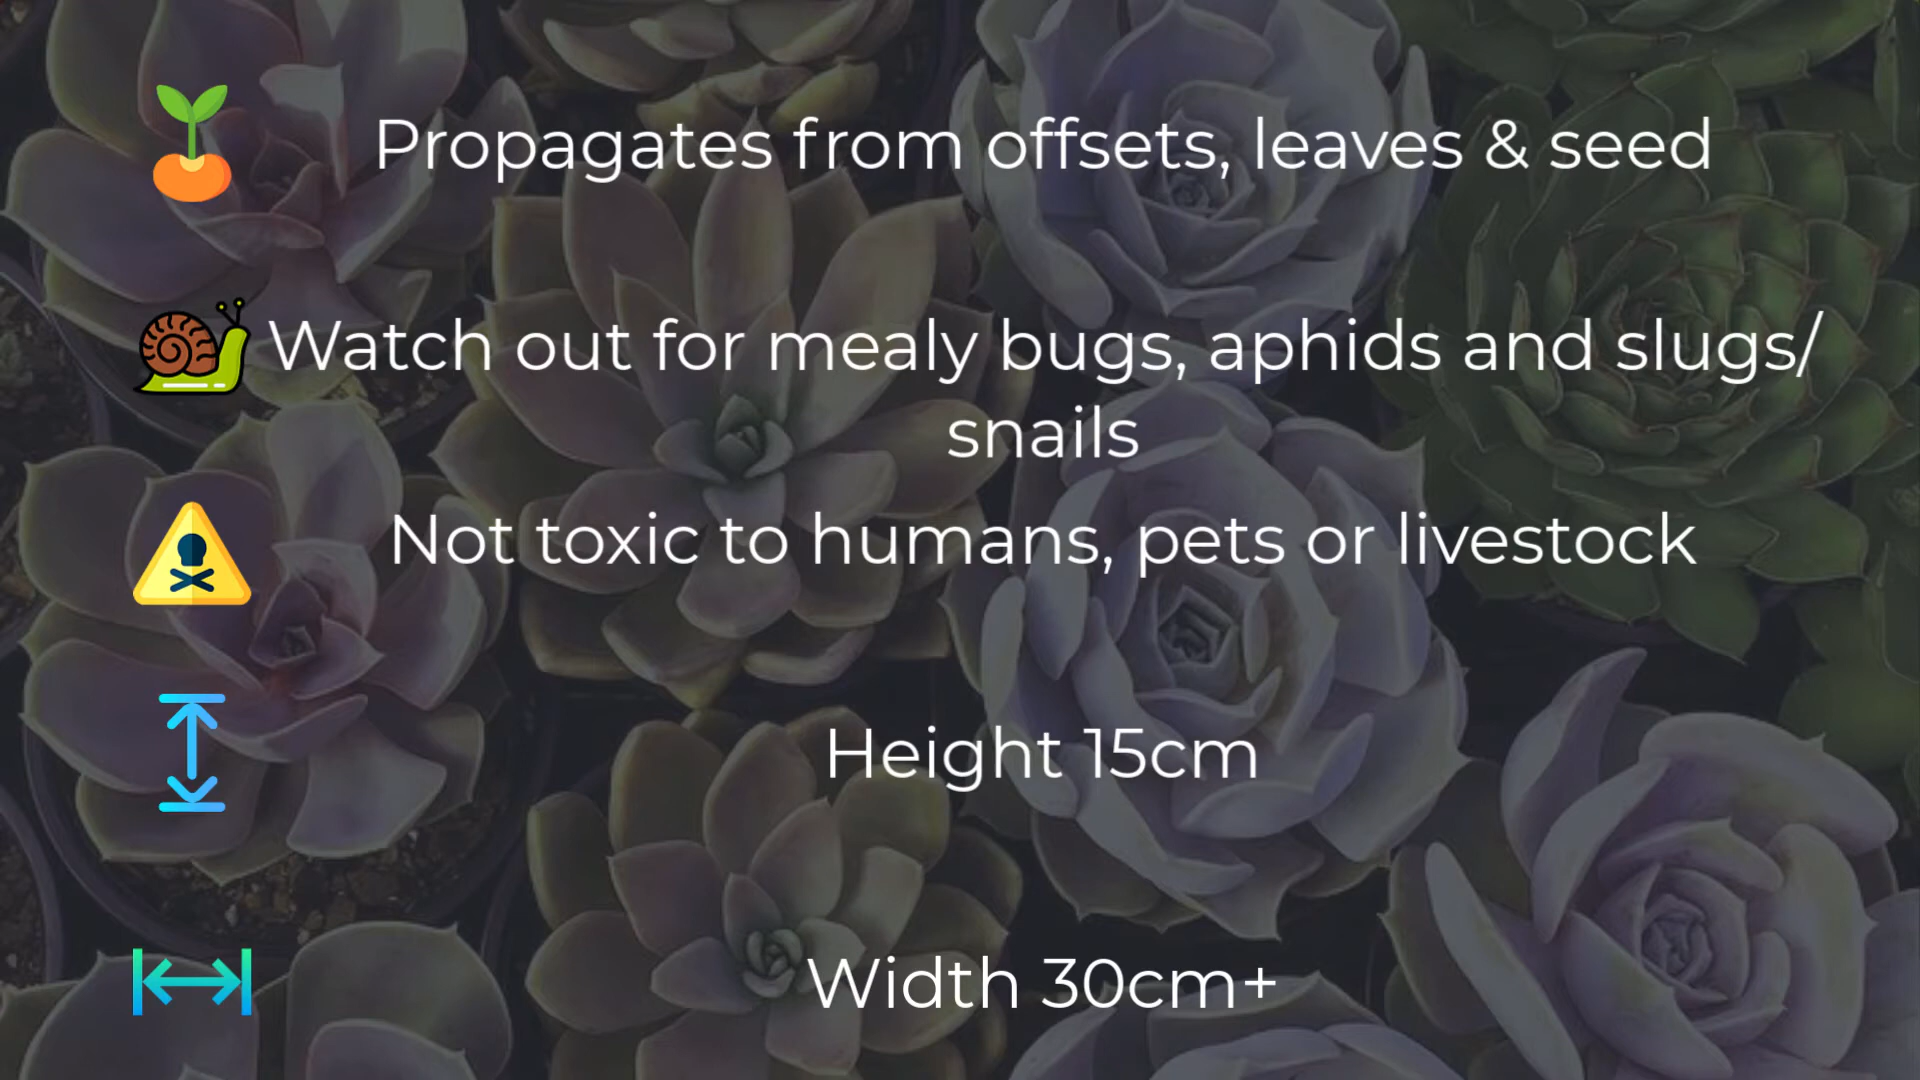 Propagates from offsets, leaves & seed
Watch out for mealy bugs, aphids and slugs/
snails
Not toxic to humans, pets or livestock
Height 15cm
Width 30cm+